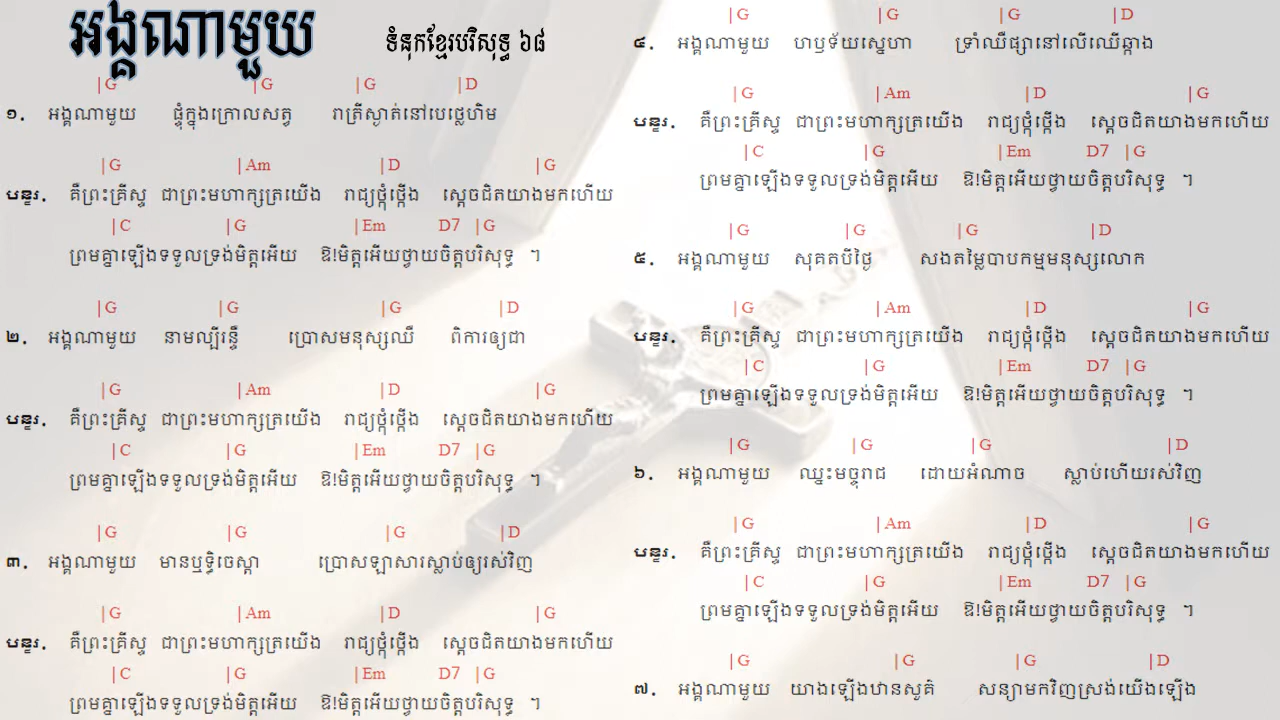 អង្គណាមួយ
ទំនុកខ្មែរបរិសុទ្ធ ៦៨
|G |G |G |D
១. អង្គណាមួយ ផ្ទុំក្នុងក្រោលសត្វ រាត្រីស្ងាត់នៅបេថ្លេហិម
|G |Am |D |G
បន្ទរ. គឺព្រះគ្រីស្ទ ជាព្រះមហាក្សត្រយើង រាជ្យថ្កុំថ្កើង ស្តេចជិតយាងមកហើយ
|C |G |Em D7 |G
ព្រមគ្នាឡើងទទួលទ្រង់មិត្តអើយ ឱ!មិត្តអើយថ្វាយចិត្តបរិសុទ្ធ ។
|G |G |G |D
២. អង្គណាមួយ នាមល្បីរន្ទឺ ប្រោសមនុស្សឈឺ ពិការឲ្យជា
|G |Am |D |G
បន្ទរ. គឺព្រះគ្រីស្ទ ជាព្រះមហាក្សត្រយើង រាជ្យថ្កុំថ្កើង ស្តេចជិតយាងមកហើយ
|C |G |Em D7 |G
ព្រមគ្នាឡើងទទួលទ្រង់មិត្តអើយ ឱ!មិត្តអើយថ្វាយចិត្តបរិសុទ្ធ ។
|G |G |G |D
៣. អង្គណាមួយ មានឬទ្ធិចេស្តា ប្រោសឡាសារស្លាប់ឲ្យរស់វិញ
|G |Am |D |G
បន្ទរ. គឺព្រះគ្រីស្ទ ជាព្រះមហាក្សត្រយើង រាជ្យថ្កុំថ្កើង ស្តេចជិតយាងមកហើយ
|C |G |Em D7 |G
ព្រមគ្នាឡើងទទួលទ្រង់មិត្តអើយ ឱ!មិត្តអើយថ្វាយចិត្តបរិសុទ្ធ ។
|G |G |G |D
៤. អង្គណាមួយ ហឫទ័យស្នេហា ទ្រាំឈឺផ្សានៅលើឈើឆ្កាង
|G |Am |D |G
បន្ទរ. គឺព្រះគ្រីស្ទ ជាព្រះមហាក្សត្រយើង រាជ្យថ្កុំថ្កើង ស្តេចជិតយាងមកហើយ
|C |G |Em D7 |G
ព្រមគ្នាឡើងទទួលទ្រង់មិត្តអើយ ឱ!មិត្តអើយថ្វាយចិត្តបរិសុទ្ធ ។
|G |G |G |D
៥. អង្គណាមួយ សុគតបីថ្ងៃ សងតម្លៃបាបកម្មមនុស្សលោក
|G |Am |D |G
បន្ទរ. គឺព្រះគ្រីស្ទ ជាព្រះមហាក្សត្រយើង រាជ្យថ្កុំថ្កើង ស្តេចជិតយាងមកហើយ
|C |G |Em D7 |G
ព្រមគ្នាឡើងទទួលទ្រង់មិត្តអើយ ឱ!មិត្តអើយថ្វាយចិត្តបរិសុទ្ធ ។
|G |G |G |D
៦. អង្គណាមួយ ឈ្នះមច្ចុរាជ ដោយអំណាច ស្លាប់ហើយរស់វិញ
|G |Am |D |G
បន្ទរ. គឺព្រះគ្រីស្ទ ជាព្រះមហាក្សត្រយើង រាជ្យថ្កុំថ្កើង ស្តេចជិតយាងមកហើយ
|C |G |Em D7 |G
ព្រមគ្នាឡើងទទួលទ្រង់មិត្តអើយ ឱ!មិត្តអើយថ្វាយចិត្តបរិសុទ្ធ ។
|G |G |G |D
៧. អង្គណាមួយ យាងឡើងឋានសួគ៌ សន្យាមកវិញស្រង់យើងឡើង